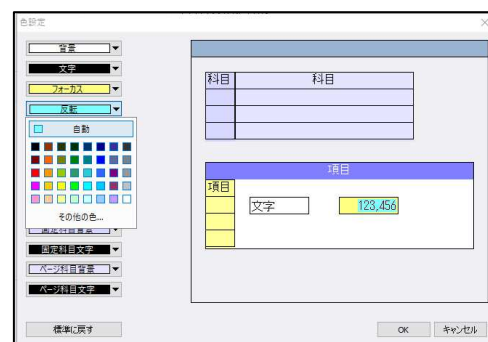 色設定
背景
文字
フォーカス
反転
自動
その他の色...
固定科目文字
ページ科目背景
ページ科目文字
標準に戻す
科目 科目
項目
項目
文字 123,456
OK キャンセル